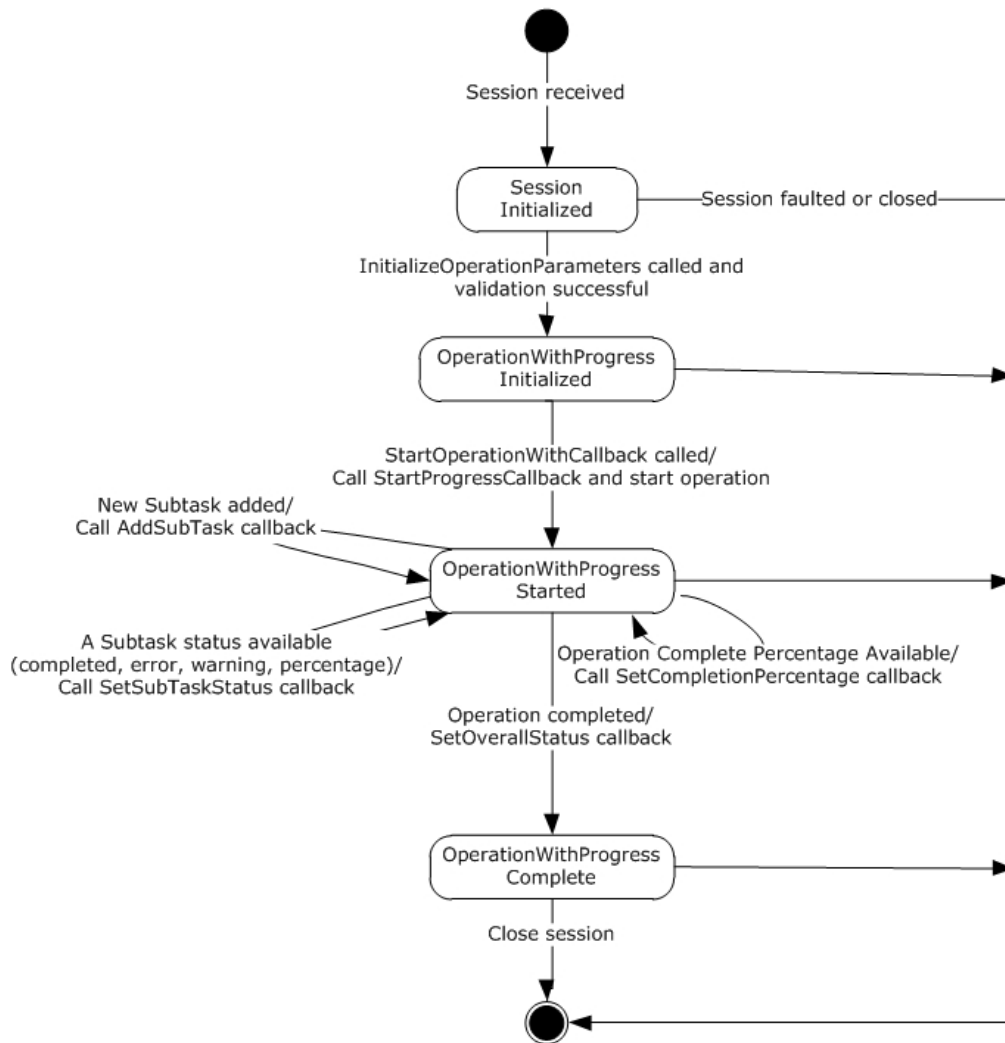 Session received
Session
Initialized
Session faulted or closed
InitializeOperationParameters called and
validation successful
OperationWithProgress
Initialized
StartOperationWithCallback called/
Call StartProgressCallback and start operation
New Subtask added/
Call AddSubTask callback
OperationWithProgress
Started
A Subtask status available
(completed, error, warning, percentage)/
Call SetSubTaskStatus callback
Operation Complete Percentage Available/
Call SetCompletionPercentage callback
Operation completed/
SetOverallStatus callback
OperationWithProgress
Complete
Close session